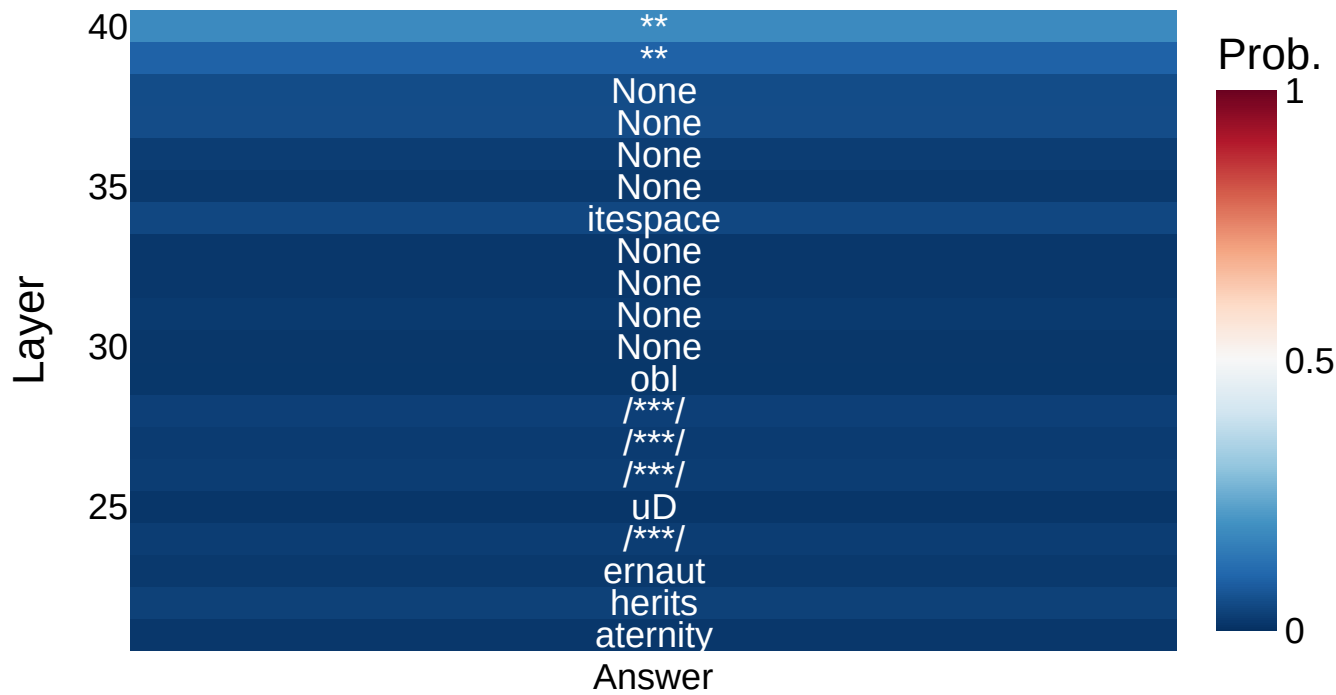 40
**
Prob.
**
1
None
None
None
35
None
itespace
None
None
Layer
None
30
None
0.5
obl
/***/
/***/
/***/
25
uD
/***/
ernaut
herits
aternity
0
Answer